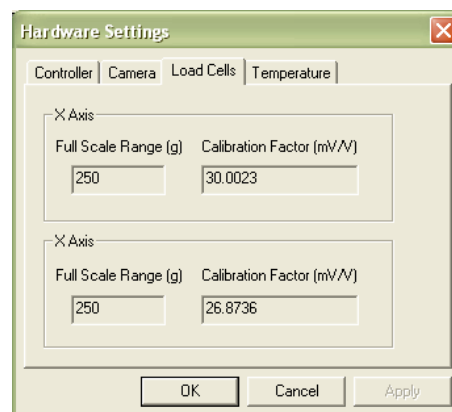 Hardware Settings
Controller Camera Load Cells Temperature
X Axis
Full Scale Range (g) Calibration Factor (mV/V)
250 30.0023
X Axis
Full Scale Range (g) Calibration Factor (mV/V)
250 26.8736
OK Cancel Apply